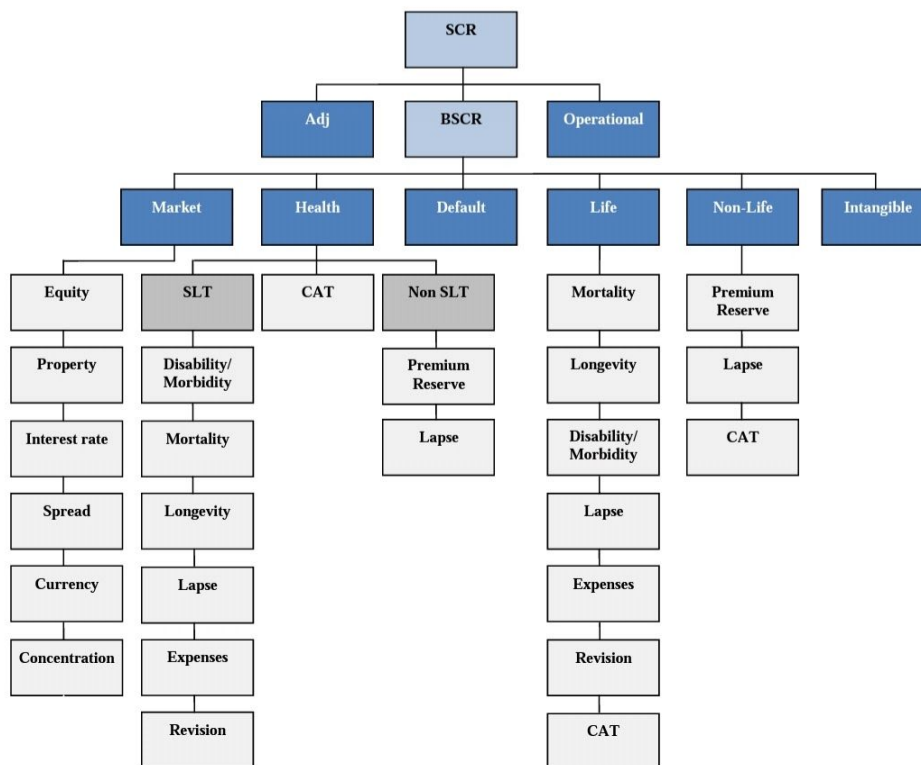 SCR
Adj
BSCR
Operational
Market
Health
Default
Life
Non-Life
Intangible
Equity
SLT
CAT
Non SLT
Mortality
Premium
Reserve
Property
Disability/
Morbidity
Premium
Reserve
Longevity
Lapse
Interest rate
Mortality
Lapse
Disability/
Morbidity
CAT
Spread
Longevity
Lapse
Currency
Lapse
Expenses
Concentration
Expenses
Revision
Revision
CAT